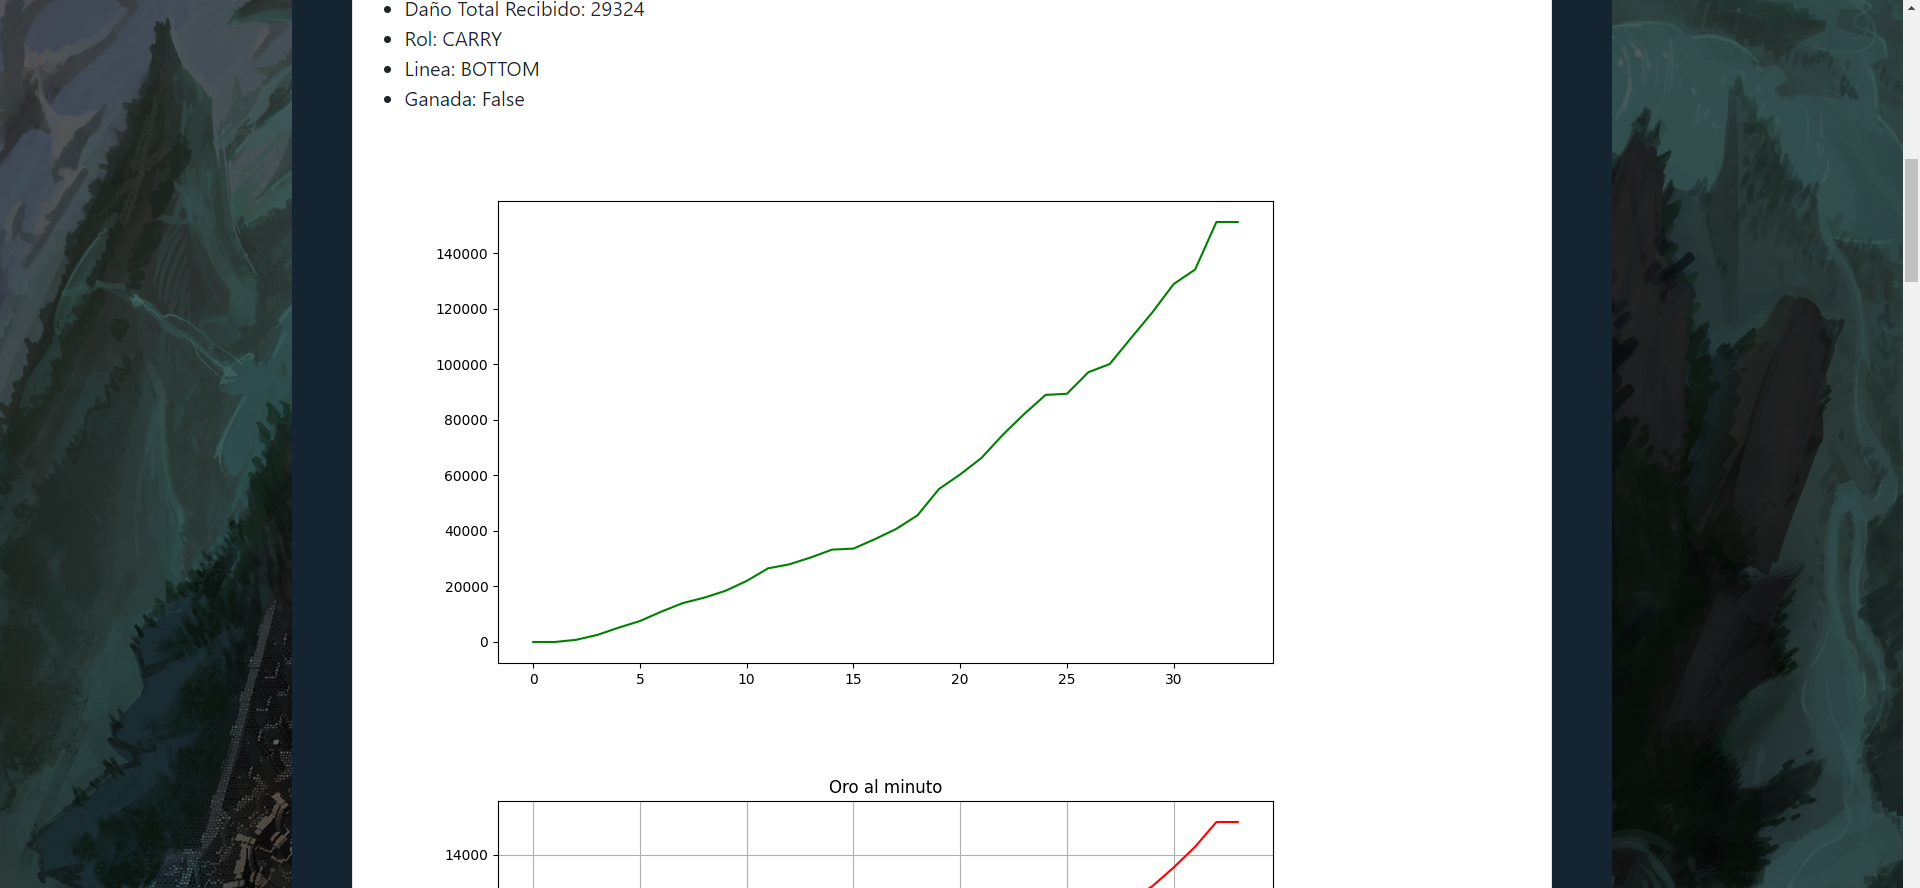 Daño Total Recibido: 29324
Rol: CARRY
Linea: BOTTOM
Ganada: False
140000
120000
100000
80000
60000
40000
20000
0
0 5 10 15 20 25 30
Oro al minuto
14000